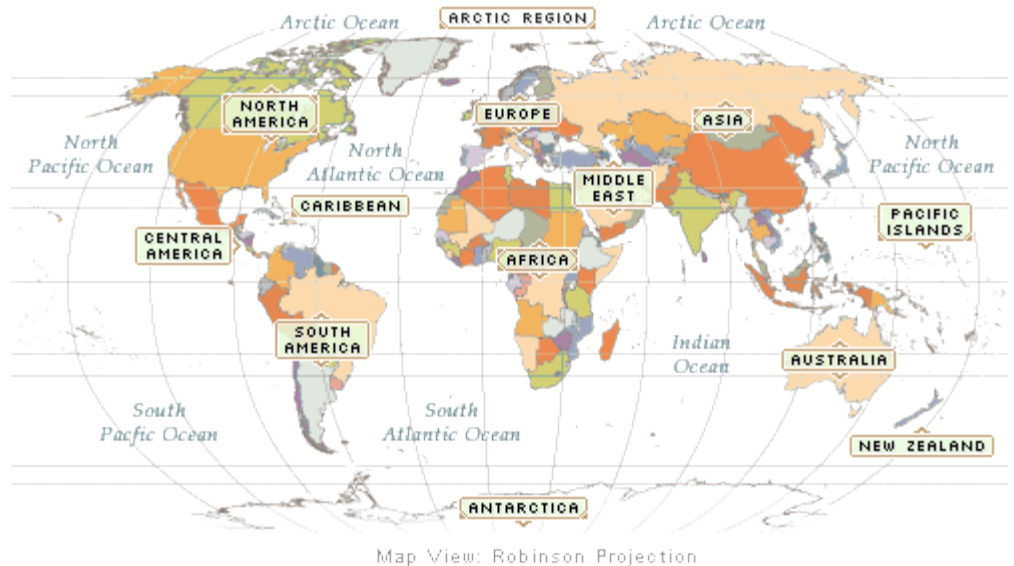 ARCTIC REGION
Arctic Ocean
Arctic Ocean
NORTH
AMERICA
EUROPE
ASIA
North
Pacific Ocean
North
Atlantic Ocean
North
Pacific Ocean
MIDDLE
EAST
CARIBBEAN
PACIFIC
ISLANDS
CENTRAL
AMERICA
AFRICA
SOUTH
AMERICA
Indian
Ocean
AUSTRALIA
South
Pacfic Ocean
South
Atlantic Ocean
NEW ZEALAND
ANTARCTICA
Map View: Robinson Projection